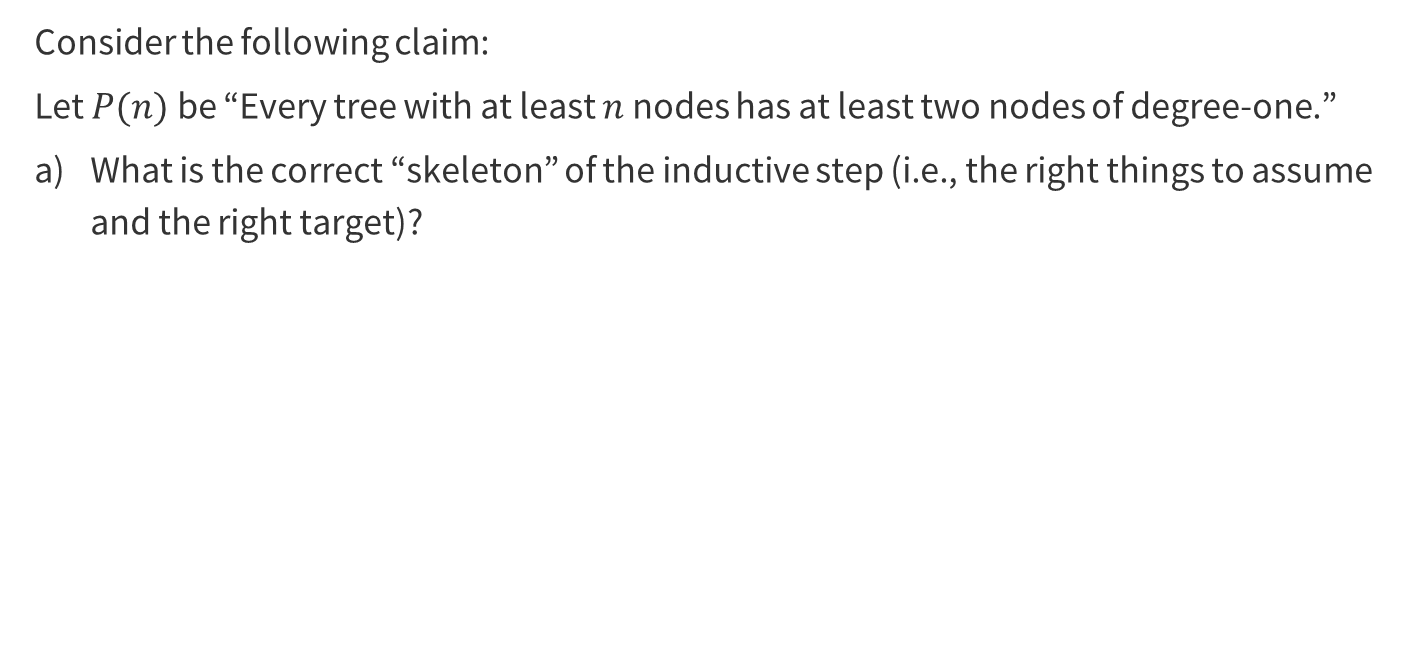 Consider the following claim:
Let P(n) be “Every tree with at least n nodes has at least two nodes of degree-one.”
a) What is the correct “skeleton” of the inductive step (i.e., the right things to assume
and the right target)?